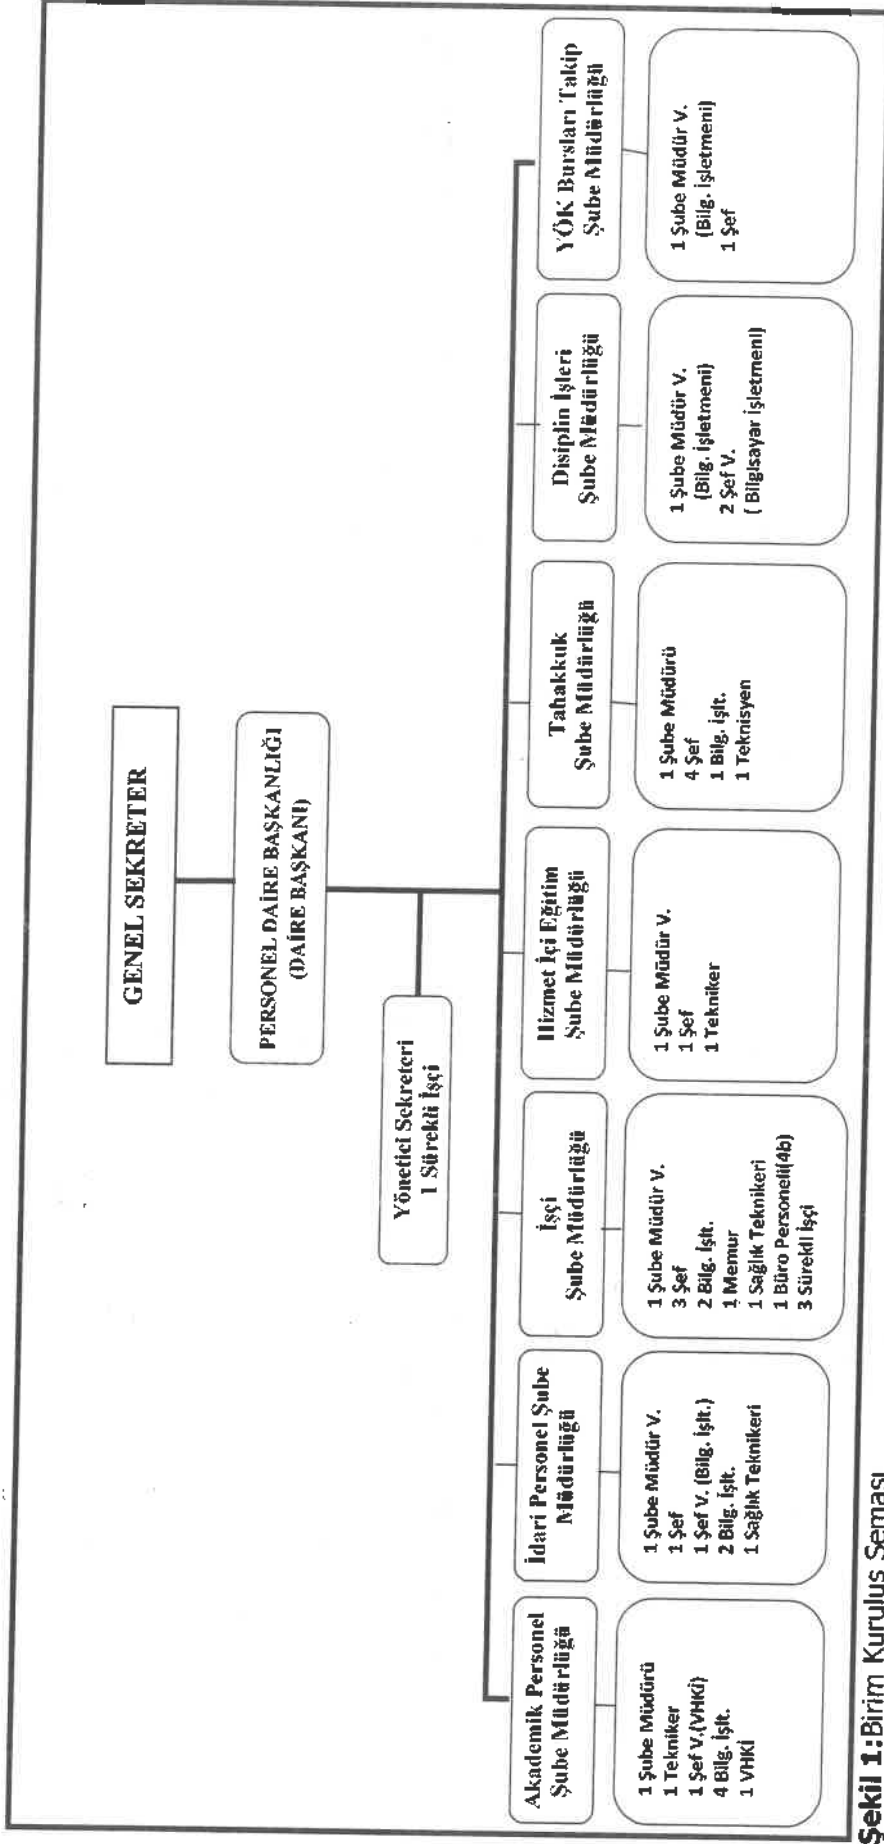 GENEL SEKRETER
PERSONEL DAİRE BAŞKANLIĞI
(DAİRE BAŞKANI)
Yönetici Sekreteri
1 Sürekli İşçi
Akademik Personel
Şube Müdürlüğü
1 Şube Müdürü
1 Tekniker
1 Şef V.(VHKİ)
4 Bilg. İşlt.
1 VHKİ
İdari Personel Şube
Müdürlüğü
1 Şube Müdür V.
1 Şef
1 Şef V. (Bilg. İşlt.)
2 Bilg. İşlt.
1 Sağlık Teknikeri
İşçi
Şube Müdürlüğü
1 Şube Müdür V.
3 Şef
2 Bilg. İşlt.
1 Memur
1 Sağlık Teknikeri
1 Büro Personeli(4b)
3 Sürekli İşçi
Hizmet İçi Eğitim
Şube Müdürlüğü
1 Şube Müdür V.
1 Şef
1 Tekniker
Tahakkuk
Şube Müdürlüğü
1 Şube Müdürü
4 Şef
1 Bilg. İşlt.
1 Teknisyen
Disiplin İşleri
Şube Müdürlüğü
1 Şube Müdür V.
(Bilg. İşletmeni)
2 Şef V.
( Bilgisayar İşletmeni)
YÖK Bursları Takip
Şube Müdürlüğü
1 Şube Müdür V.
(Bilg. İşletmeni)
1 Şef
Şekil 1:Birim Kuruluş Şeması